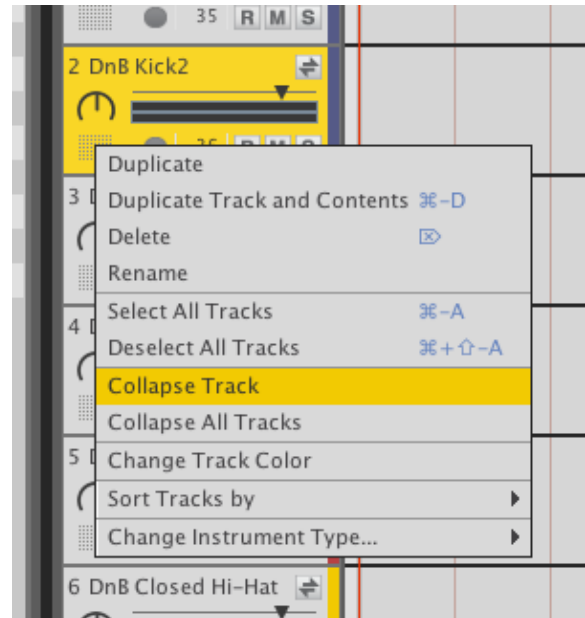 35 R M S
2 DnB Kick2
Duplicate
3
Duplicate Track and Contents ⌘-D
Delete ⌦
Rename
Select All Tracks ⌘-A
4
Deselect All Tracks ⌘+⇧-A
Collapse Track
Collapse All Tracks
5
Change Track Color
Sort Tracks by
Change Instrument Type...
6 DnB Closed Hi-Hat